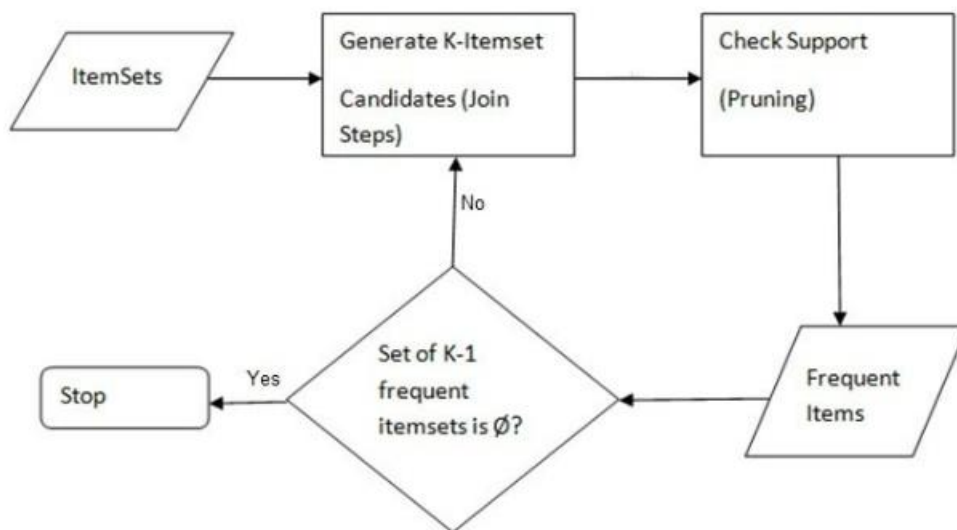 ItemSets
Generate K-Itemset
Candidates (Join
Steps)
Check Support
(Pruning)
No
Set of K-1
frequent
itemsets is Ø?
Yes
Stop
Frequent
Items